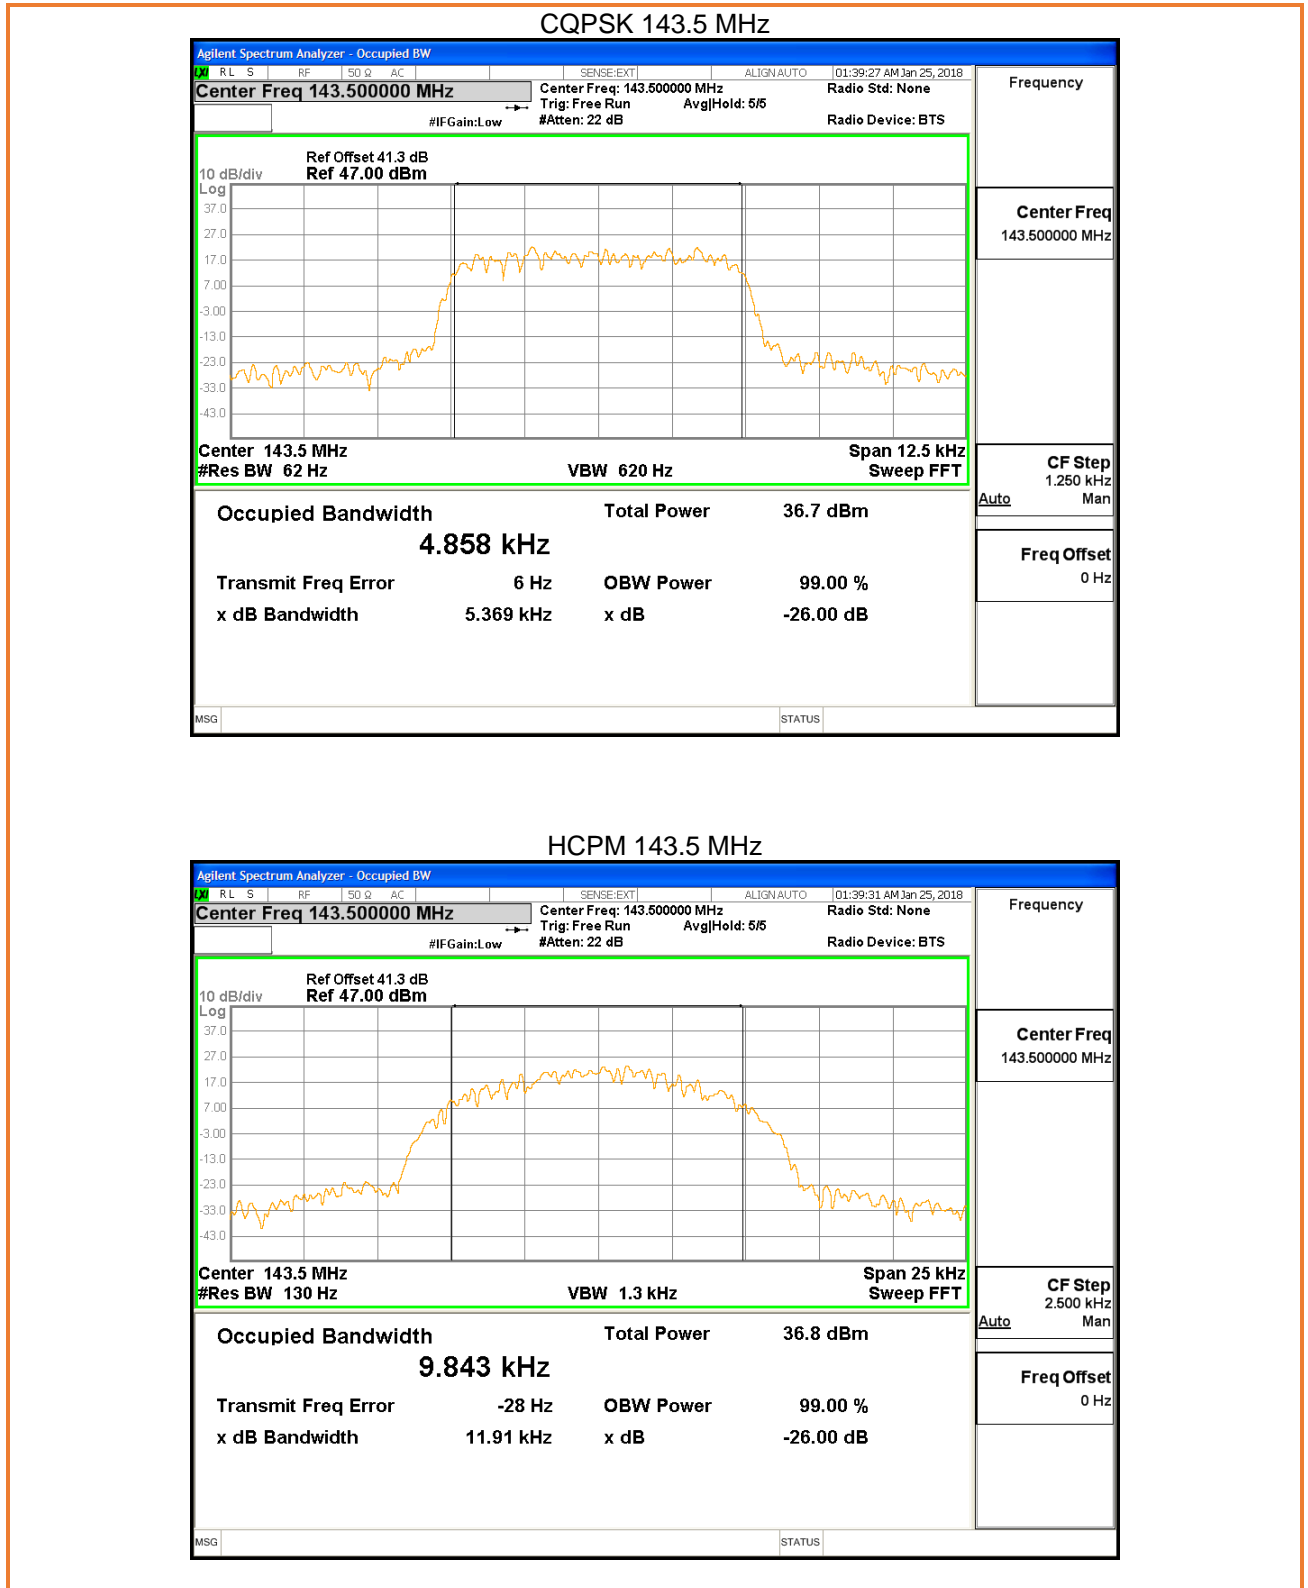 CQPSK 143.5 MHz
Agilent Spectrum Analyzer - Occupied BW
LXI RL S RF 50 Ω AC SENSE:EXT ALIGN AUTO 01:39:27 AM Jan 25, 2018
Center Freq 143.500000 MHz Center Freq: 143.500000 MHz Radio Std: None Frequency
Trig: Free Run Avg|Hold: 5/5
#IFGain:Low #Atten: 22 dB Radio Device: BTS
Ref Offset 41.3 dB
10 dB/div Ref 47.00 dBm
Log
37.0
27.0
17.0
7.00
-3.00
-13.0
-23.0
-33.0
-43.0
Center Freq
143.500000 MHz
Center 143.5 MHz Span 12.5 kHz
#Res BW 62 Hz VBW 620 Hz Sweep FFT
CF Step
1.250 kHz
Auto Man
Occupied Bandwidth Total Power 36.7 dBm
4.858 kHz
Transmit Freq Error 6 Hz OBW Power 99.00 %
x dB Bandwidth 5.369 kHz x dB -26.00 dB
Freq Offset
0 Hz
MSG STATUS
HCPM 143.5 MHz
Agilent Spectrum Analyzer - Occupied BW
LXI RL S RF 50 Ω AC SENSE:EXT ALIGN AUTO 01:39:31 AM Jan 25, 2018
Center Freq 143.500000 MHz Center Freq: 143.500000 MHz Radio Std: None Frequency
Trig: Free Run Avg|Hold: 5/5
#IFGain:Low #Atten: 22 dB Radio Device: BTS
Ref Offset 41.3 dB
10 dB/div Ref 47.00 dBm
Log
37.0
27.0
17.0
7.00
-3.00
-13.0
-23.0
-33.0
-43.0
Center Freq
143.500000 MHz
Center 143.5 MHz Span 25 kHz
#Res BW 130 Hz VBW 1.3 kHz Sweep FFT
CF Step
2.500 kHz
Auto Man
Occupied Bandwidth Total Power 36.8 dBm
9.843 kHz
Transmit Freq Error -28 Hz OBW Power 99.00 %
x dB Bandwidth 11.91 kHz x dB -26.00 dB
Freq Offset
0 Hz
MSG STATUS